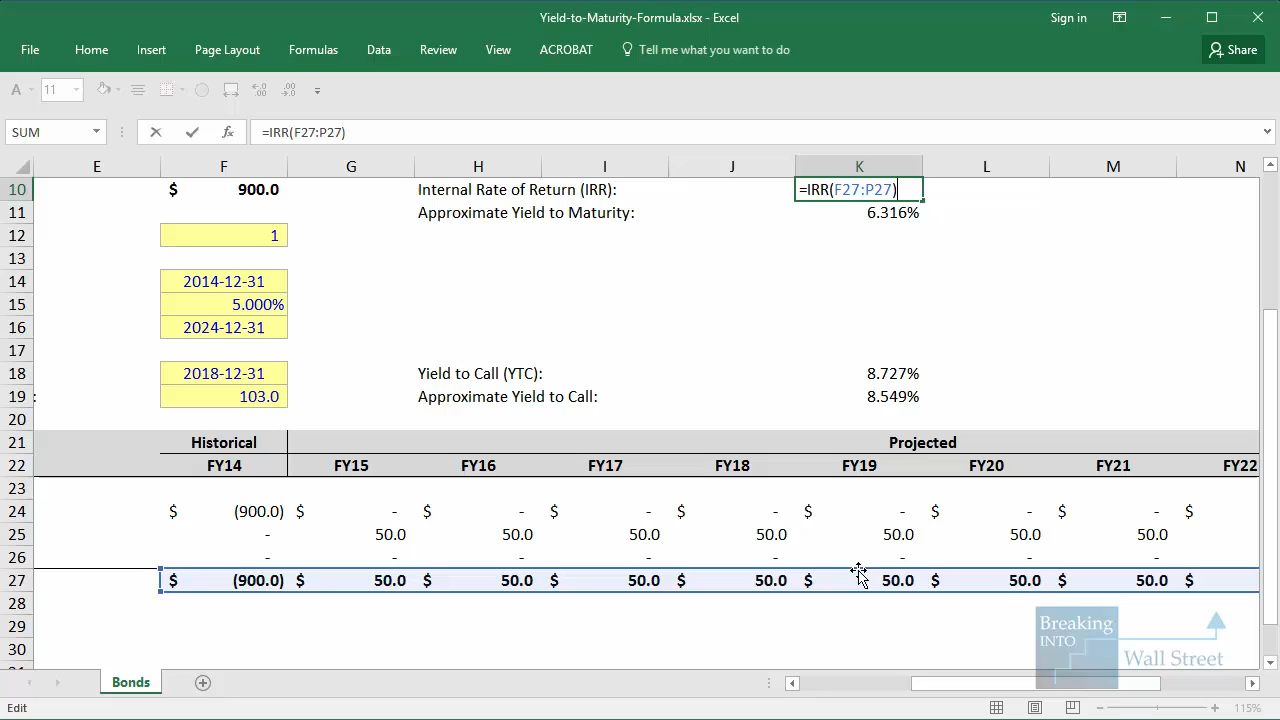 Yield-to-Maturity-Formula.xlsx - Excel
Sign in
File Home Insert Page Layout Formulas Data Review View ACROBAT Tell me what you want to do Share
A 11
SUM =IRR(F27:P27)
E F G H I J K L M N
10 $ 900.0 Internal Rate of Return (IRR): =IRR(F27:P27)
11 Approximate Yield to Maturity: 6.316%
12 1
13
14 2014-12-31
15 5.000%
16 2024-12-31
17
18 2018-12-31 Yield to Call (YTC): 8.727%
19 : 103.0 Approximate Yield to Call: 8.549%
20
21 Historical Projected
22 FY14 FY15 FY16 FY17 FY18 FY19 FY20 FY21 FY22
23
24 $ (900.0) $ - $ - $ - $ - $ - $ - $ - $
25 - 50.0 50.0 50.0 50.0 50.0 50.0 50.0
26 - - - - - - - -
27 $ (900.0) $ 50.0 $ 50.0 $ 50.0 $ 50.0 $ 50.0 $ 50.0 $ 50.0 $
28
29
30
Breaking
INTO
Wall Street
Bonds
Edit 115%